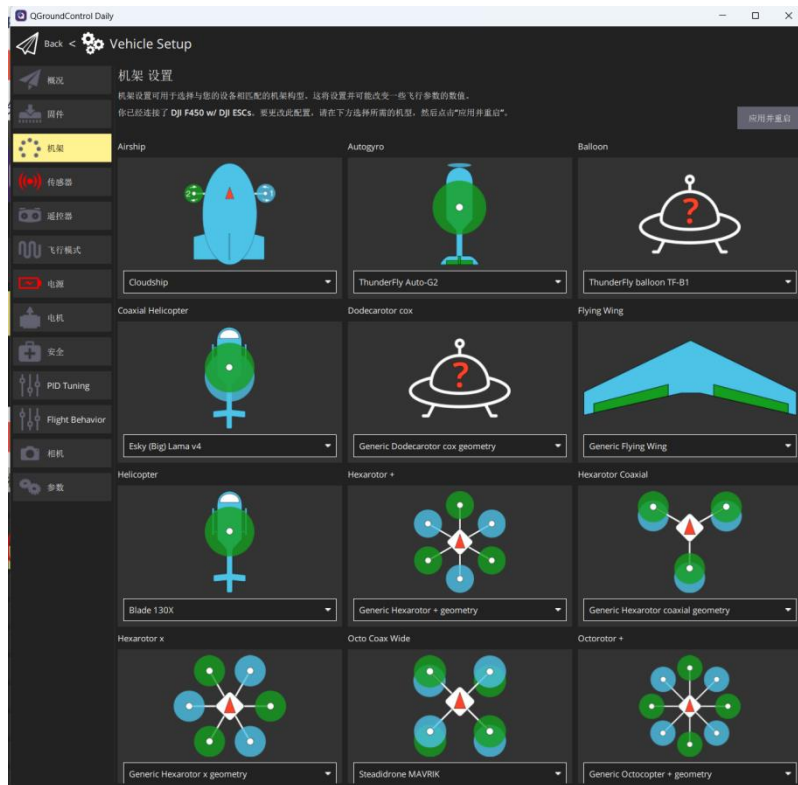 QGroundControl Daily
Back < Vehicle Setup
概况
固件
机架
传感器
遥控器
飞行模式
电源
电机
安全
PID Tuning
Flight Behavior
相机
参数
机架 设置
机架设置可用于选择与您的设备相匹配的机架构型。这将设置并可能改变一些飞行参数的数值。
你已经连接了 DJI F450 w/ DJI ESCs。要更改此配置，请在下方选择所需的机型，然后点击“应用并重启”。
应用并重启
Airship
Autogyro
Balloon
2
1
?
Cloudship
ThunderFly Auto-G2
ThunderFly balloon TF-B1
Coaxial Helicopter
Dodecarotor cox
Flying Wing
?
Esky (Big) Lama v4
Generic Dodecarotor cox geometry
Generic Flying Wing
Helicopter
Hexarotor +
Hexarotor Coaxial
Blade 130X
Generic Hexarotor + geometry
Generic Hexarotor coaxial geometry
Hexarotor x
Octo Coax Wide
Octorotor +
Generic Hexarotor x geometry
Steadidrone MAVRIK
Generic Octocopter + geometry